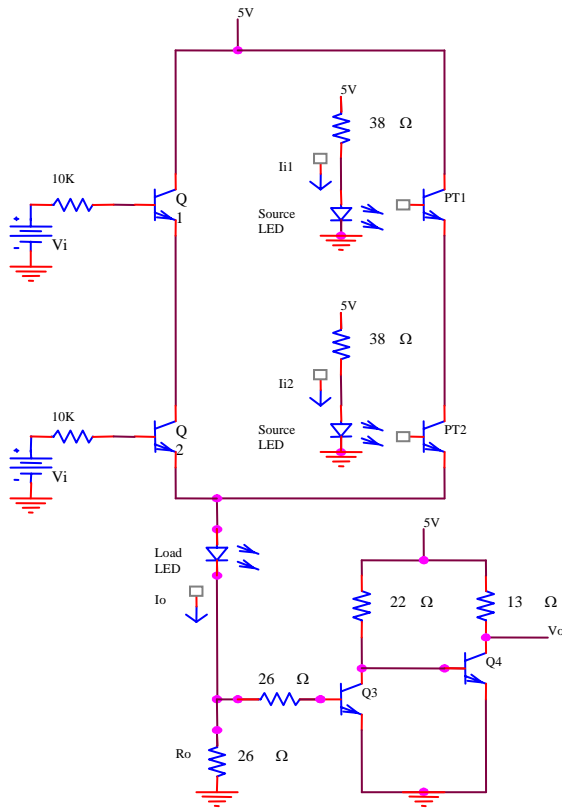 5V
5V
38 Ω
Ii1
10K
Q
1
PT1
Source
LED
+
Vi
-
5V
38 Ω
Ii2
10K
Q
2
PT2
Source
LED
+
Vi
-
5V
Load
LED
Io
22 Ω
13 Ω
Vo
Q4
26 Ω
Q3
Ro
26 Ω